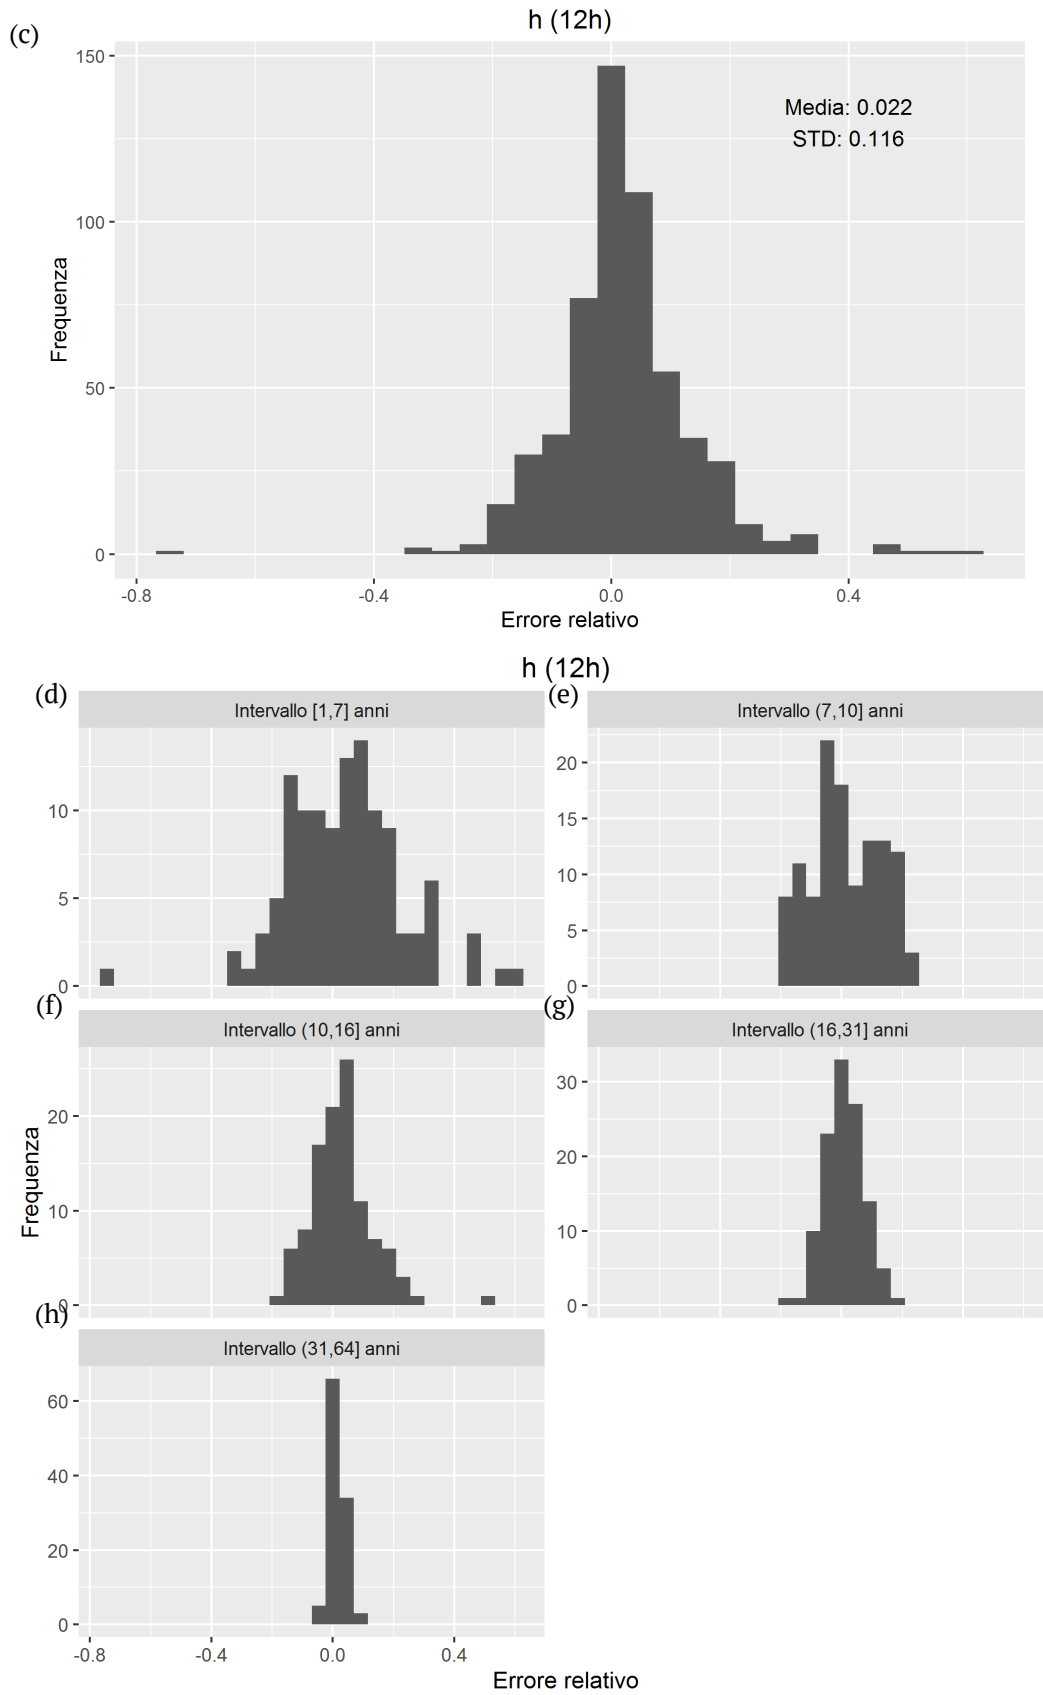 (c)
h (12h)
150
100
50
0
Frequenza
Media: 0.022
STD: 0.116
-0.8
-0.4
0.0
0.4
Errore relativo
h (12h)
(d)
Intervallo [1,7] anni
10
5
0
(e)
Intervallo (7,10] anni
20
15
10
5
0
(f)
Intervallo (10,16] anni
20
10
0
(g)
Intervallo (16,31] anni
30
20
10
0
Frequenza
(h)
Intervallo (31,64] anni
60
40
20
0
-0.8
-0.4
0.0
0.4
Errore relativo